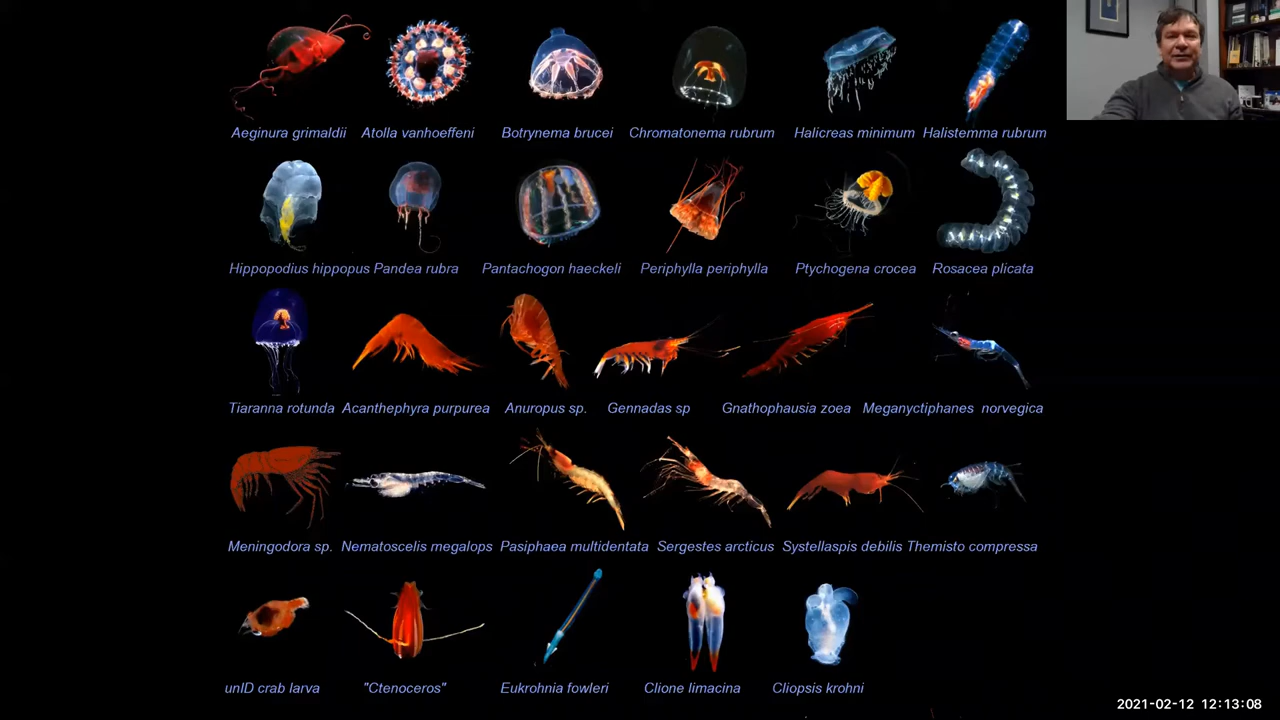 Aeginura grimaldii Atolla vanhoeffeni Botrynema brucei Chromatonema rubrum Halicreas minimum Halistemma rubrum
Hippopodius hippopus Pandea rubra Pantachogon haeckeli Periphylla periphylla Ptychogena crocea Rosacea plicata
Tiaranna rotunda Acanthephyra purpurea Anuropus sp. Gennadas sp Gnathophausia zoea Meganyctiphanes norvegica
Meningodora sp. Nematoscelis megalops Pasiphaea multidentata Sergestes arcticus Systellaspis debilis Themisto compressa
unID crab larva "Ctenoceros" Eukrohnia fowleri Clione limacina Cliopsis krohni
2021-02-12 12:13:08